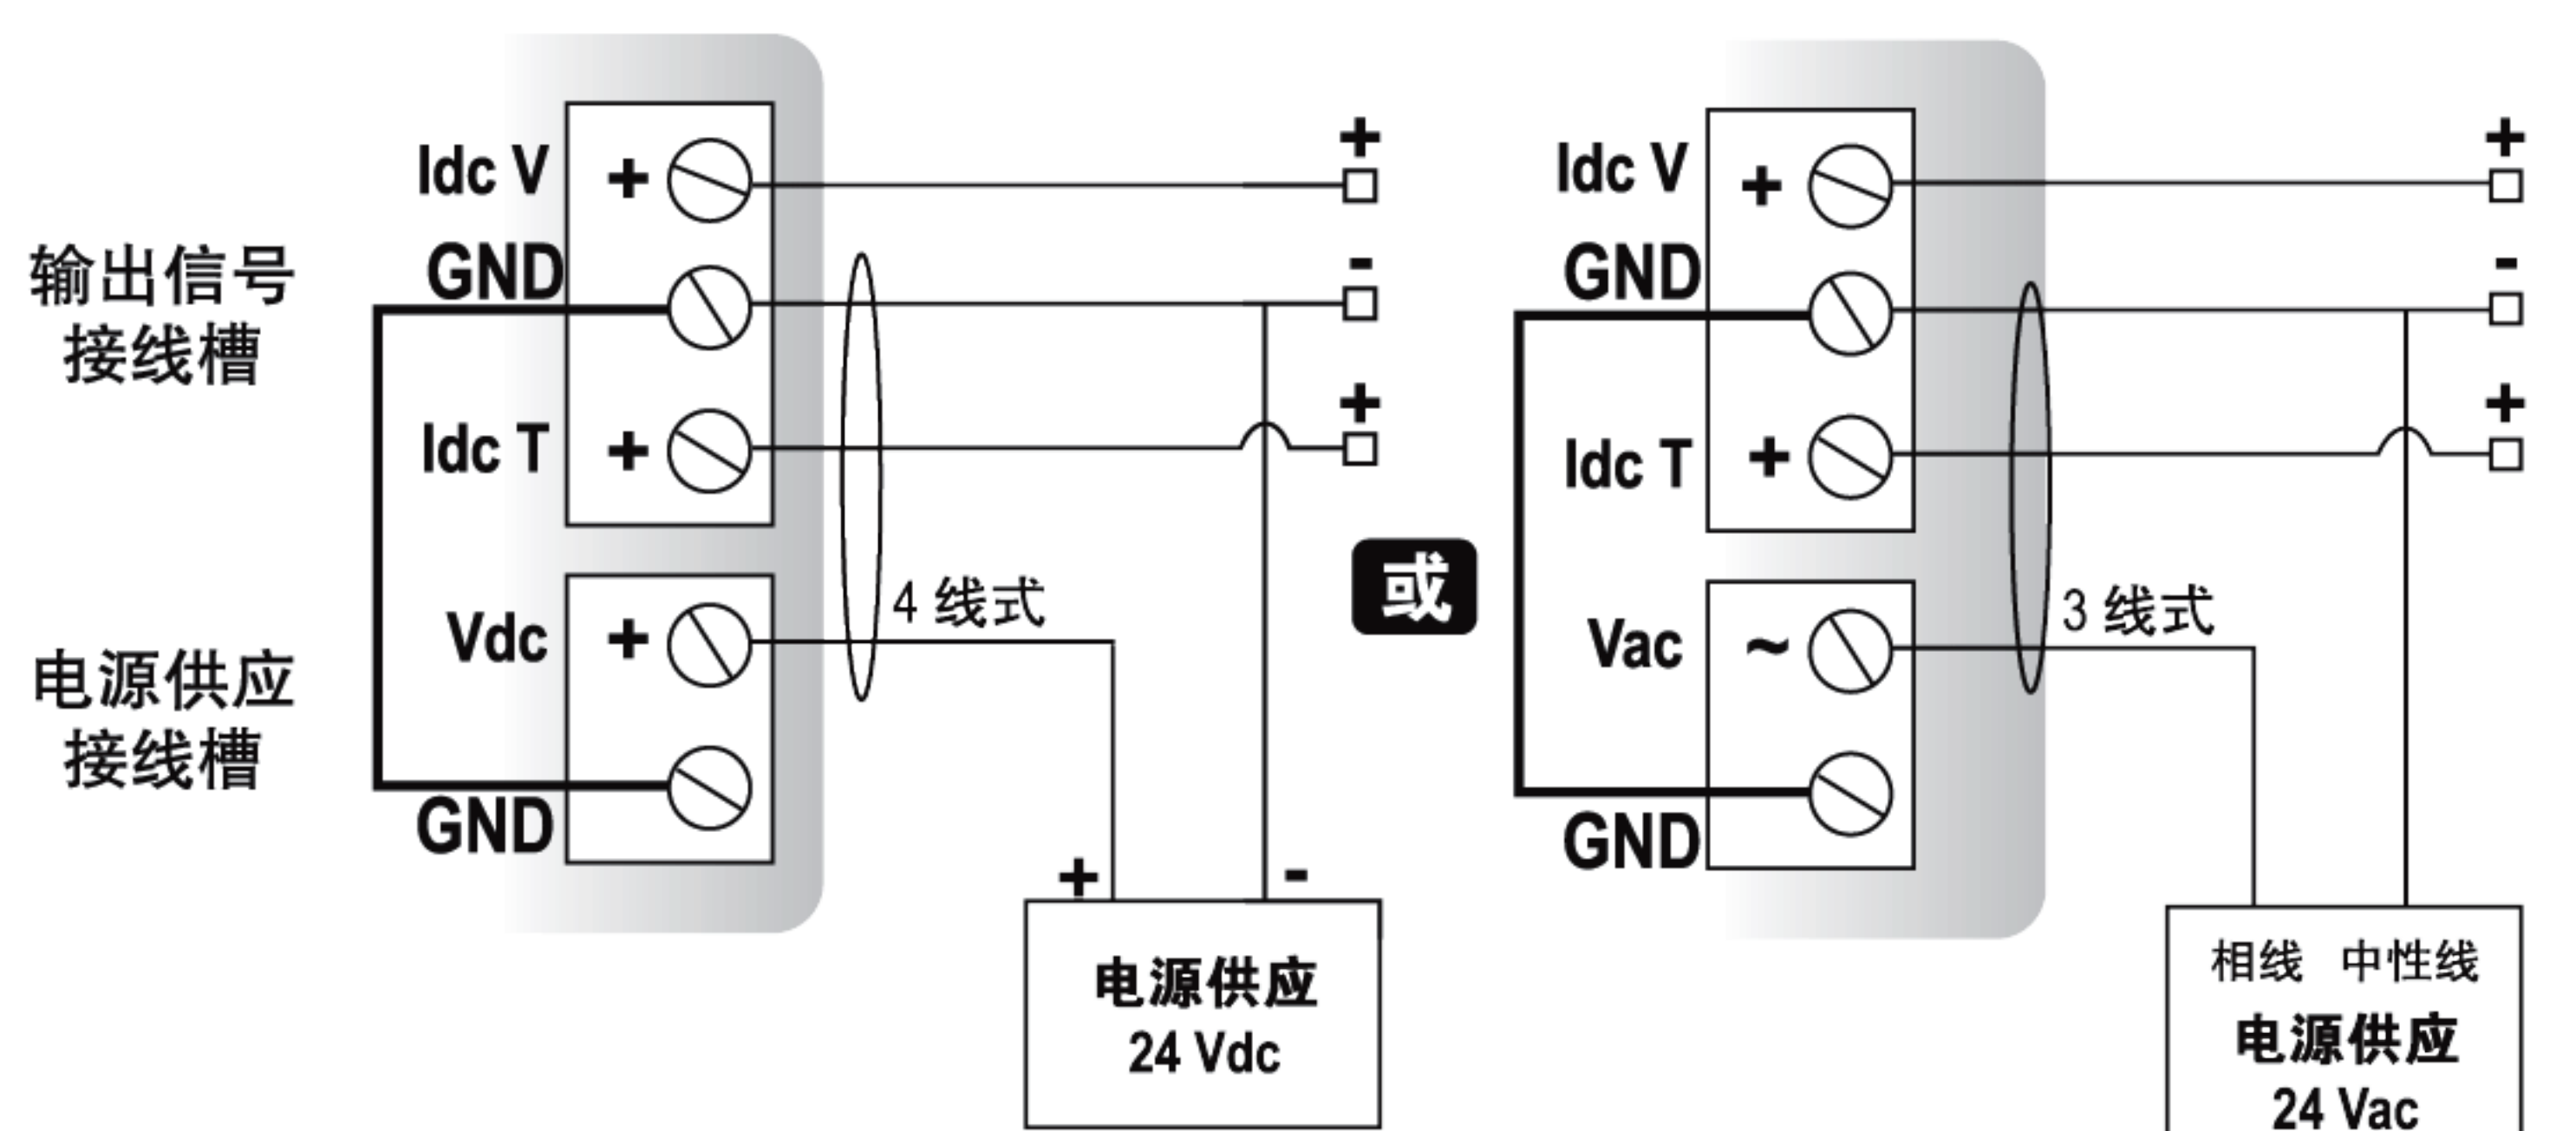 Idc V
+
+
GND
-
输出信号
接线槽
Idc T
+
+
Vdc
+
4 线式
电源供应
接线槽
GND
+
-
电源供应
24 Vdc
或
Idc V
+
+
GND
-
Idc T
+
+
Vac
~
3 线式
GND
相线 中性线
电源供应
24 Vac